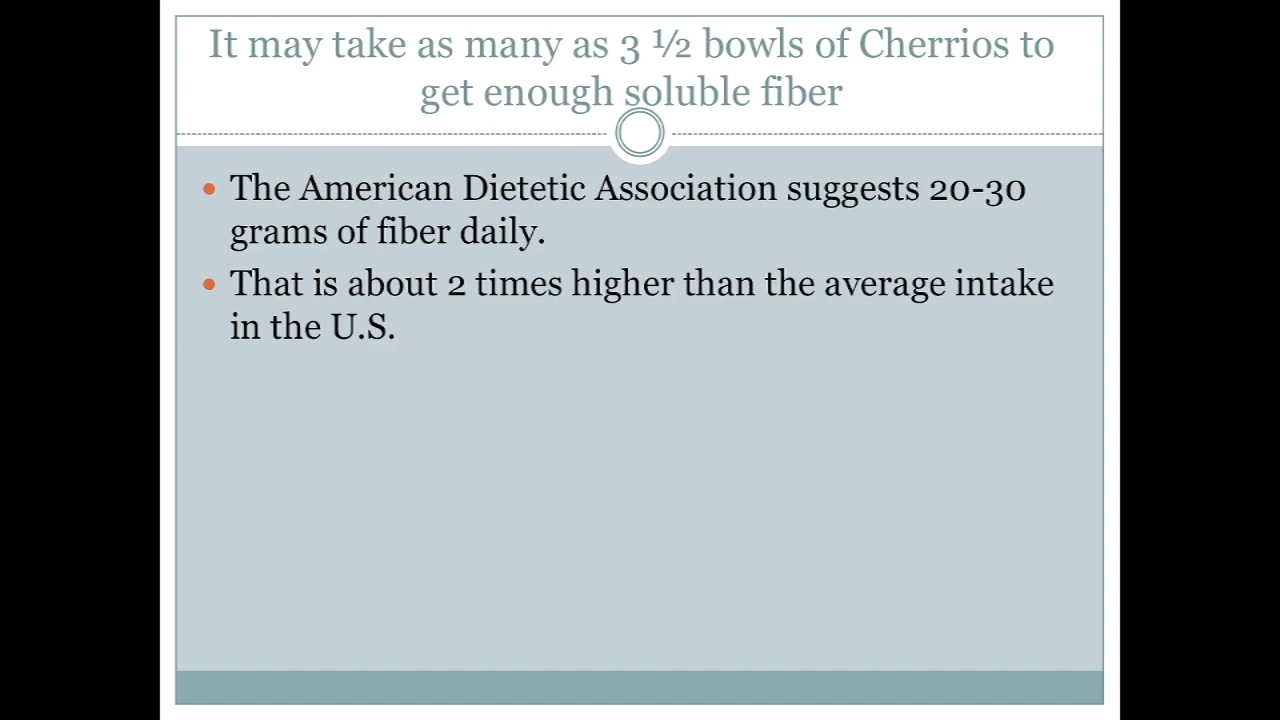 It may take as many as 3 ½ bowls of Cherrios to
get enough soluble fiber
• The American Dietetic Association suggests 20-30
grams of fiber daily.
• That is about 2 times higher than the average intake
in the U.S.